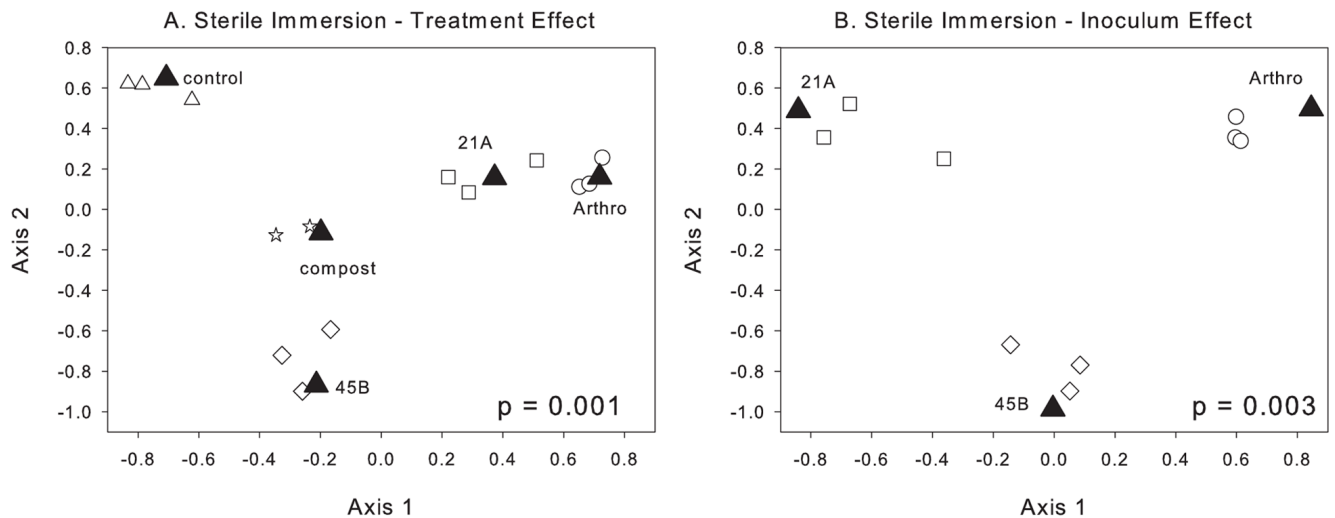 A. Sterile Immersion - Treatment Effect
0.8
0.6
0.4
0.2
0.0
-0.2
-0.4
-0.6
-0.8
-1.0
Axis 2
control
21A
Arthro
compost
45B
p = 0.001
-0.8 -0.6 -0.4 -0.2 0.0 0.2 0.4 0.6 0.8
Axis 1
B. Sterile Immersion - Inoculum Effect
0.8
0.6
0.4
0.2
0.0
-0.2
-0.4
-0.6
-0.8
-1.0
Axis 2
21A
Arthro
45B
p = 0.003
-0.8 -0.6 -0.4 -0.2 0.0 0.2 0.4 0.6 0.8
Axis 1